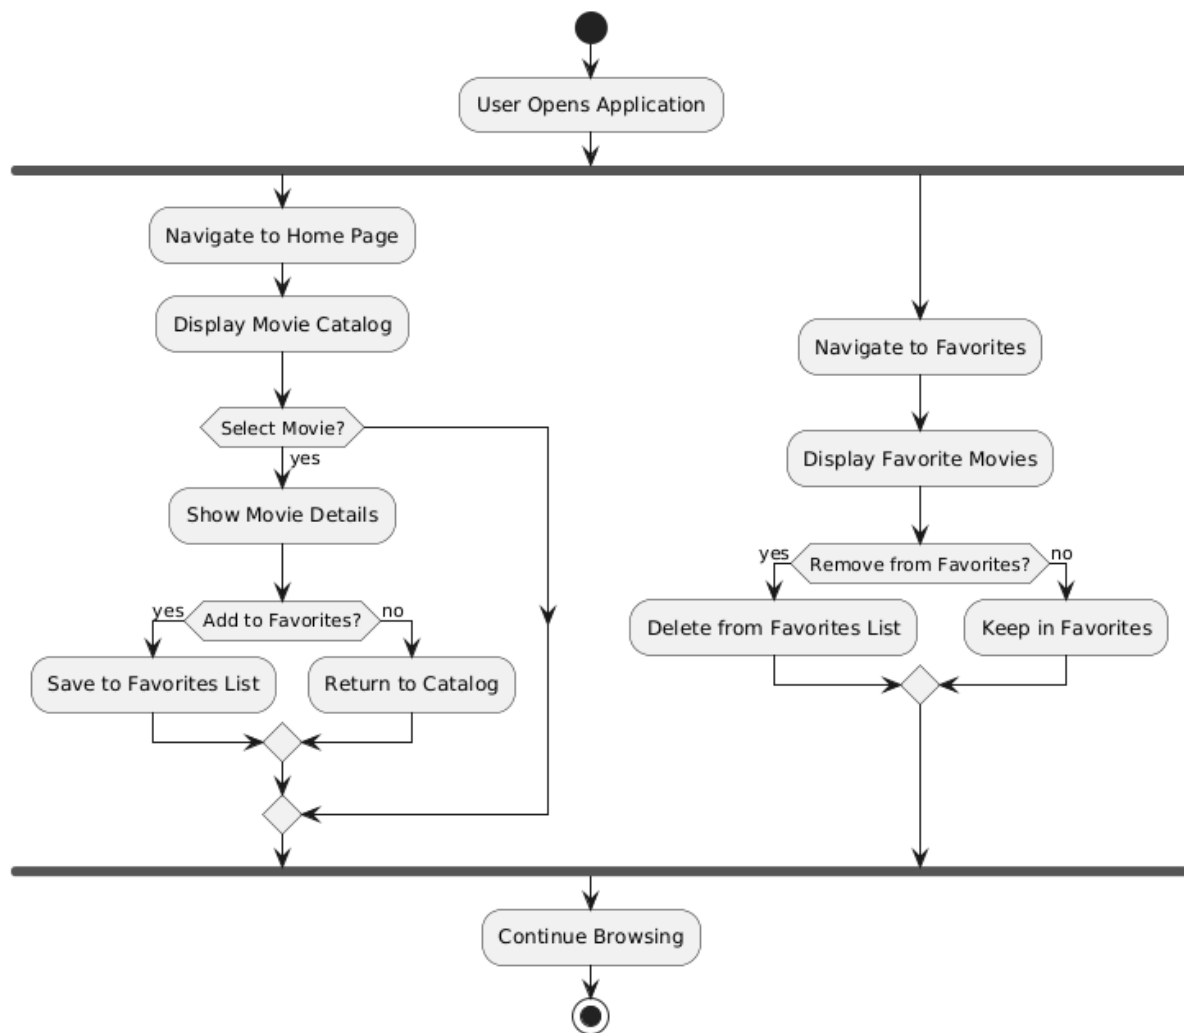 User Opens Application
Navigate to Home Page
Display Movie Catalog
Select Movie?
yes
Show Movie Details
Add to Favorites?
yes
no
Save to Favorites List
Return to Catalog
Navigate to Favorites
Display Favorite Movies
Remove from Favorites?
yes
no
Delete from Favorites List
Keep in Favorites
Continue Browsing